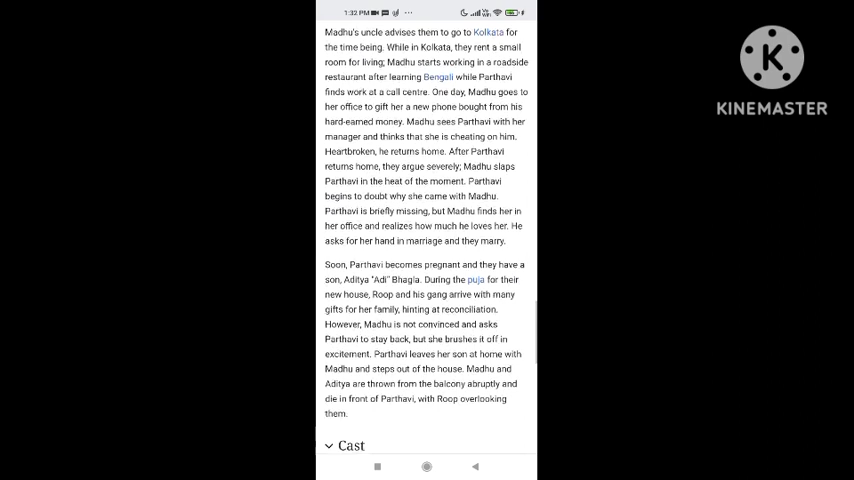 1:32 PM
K
KINEMASTER
Madhu's uncle advises them to go to Kolkata for
the time being. While in Kolkata, they rent a small
room for living; Madhu starts working in a roadside
restaurant after learning Bengali while Parthavi
finds work at a call centre. One day, Madhu goes to
her office to gift her a new phone bought from his
hard-earned money. Madhu sees Parthavi with her
manager and thinks that she is cheating on him.
Heartbroken, he returns home. After Parthavi
returns home, they argue severely; Madhu slaps
Parthavi in the heat of the moment. Parthavi
begins to doubt why she came with Madhu.
Parthavi is briefly missing, but Madhu finds her in
her office and realizes how much he loves her. He
asks for her hand in marriage and they marry.
Soon, Parthavi becomes pregnant and they have a
son, Aditya "Adi" Bhagla. During the puja for their
new house, Roop and his gang arrive with many
gifts for her family, hinting at reconciliation.
However, Madhu is not convinced and asks
Parthavi to stay back, but she brushes it off in
excitement. Parthavi leaves her son at home with
Madhu and steps out of the house. Madhu and
Aditya are thrown from the balcony abruptly and
die in front of Parthavi, with Roop overlooking
them.
Cast